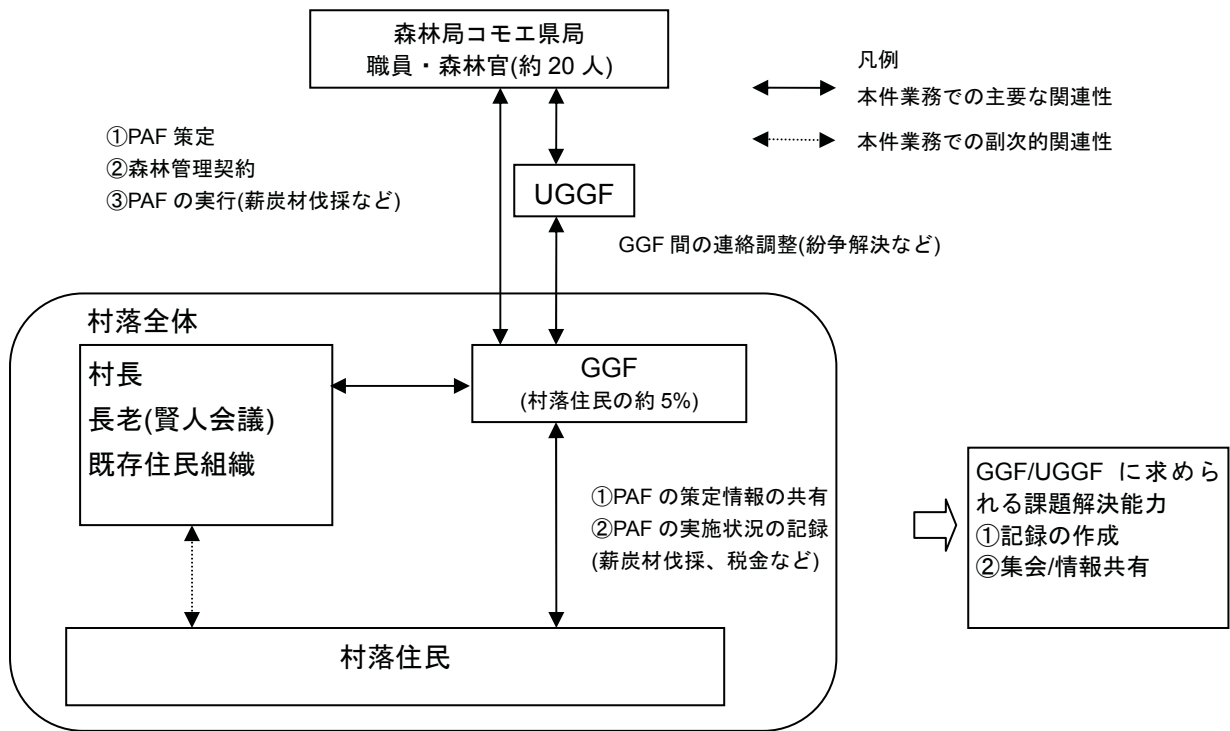 森林局コモエ県局
職員・森林官(約 20 人)
凡例
本件業務での主要な関連性
本件業務での副次的関連性
①PAF 策定
②森林管理契約
③PAF の実行(薪炭材伐採など)
UGGF
GGF 間の連絡調整(紛争解決など)
村落全体
村長
長老(賢人会議)
既存住民組織
GGF
(村落住民の約 5%)
①PAF の策定情報の共有
②PAF の実施状況の記録
(薪炭材伐採、税金など)
GGF/UGGF に求めら
れる課題解決能力
①記録の作成
②集会/情報共有
村落住民